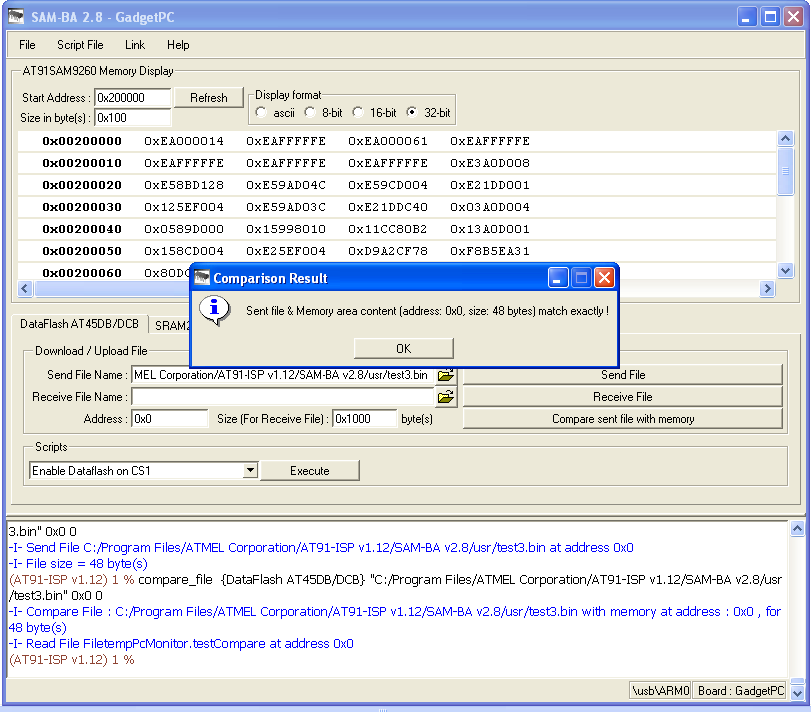 SAM-BA 2.8 - GadgetPC
File Script File Link Help
AT91SAM9260 Memory Display
Start Address : 0x200000 Refresh
Size in byte(s) : 0x100
Display format
ascii 8-bit 16-bit 32-bit
0x00200000 0xEA000014 0xEAFFFFFE 0xEA000061 0xEAFFFFFE
0x00200010 0xEAFFFFFE 0xEAFFFFFE 0xEAFFFFFE 0xE3A0D008
0x00200020 0xE58BD128 0xE59AD04C 0xE59CD004 0xE21DD001
0x00200030 0x125EF004 0xE59AD03C 0xE21DDC40 0x03A0D004
0x00200040 0x0589D000 0x15998010 0x11CC80B2 0x13A0D004
0x00200050 0x158CD004 0xE25EF004 0xD9A2CF78 0xF8B5EA31
0x00200060 0x80D
Comparison Result
Sent file & Memory area content (address: 0x0, size: 48 bytes) match exactly !
OK
DataFlash AT45DB/DCB SRAM
Download / Upload File
Send File Name : MEL Corporation/AT91-ISP v1.12/SAM-BA v2.8/usr/test3.bin Send File
Receive File Name : Receive File
Address : 0x0 Size (For Receive File) : 0x1000 byte(s) Compare sent file with memory
Scripts
Enable Dataflash on CS1 Execute
3.bin" 0x0 0
-I- Send File C:/Program Files/ATMEL Corporation/AT91-ISP v1.12/SAM-BA v2.8/usr/test3.bin at address 0x0
-I- File size = 48 byte(s)
(AT91-ISP v1.12) 1 % compare_file {DataFlash AT45DB/DCB} "C:/Program Files/ATMEL Corporation/AT91-ISP v1.12/SAM-BA v2.8/usr
/test3.bin" 0x0 0
-I- Compare File : C:/Program Files/ATMEL Corporation/AT91-ISP v1.12/SAM-BA v2.8/usr/test3.bin with memory at address : 0x0 , for
48 byte(s)
-I- Read File FiletempPcMonitor.testCompare at address 0x0
(AT91-ISP v1.12) 1 %
\usb\ARM0 Board : GadgetPC